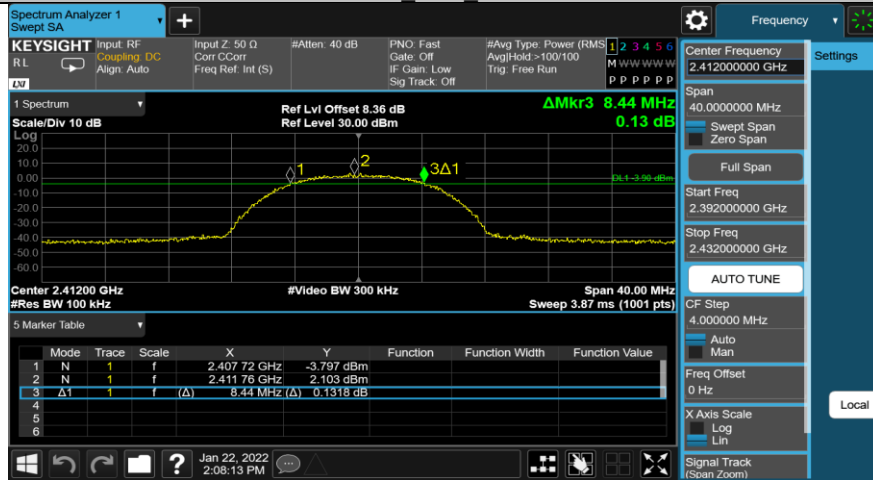 Spectrum Analyzer 1
Swept SA
+
Frequency
KEYSIGHT
R L
LXI
Input: RF
Coupling: DC
Align: Auto
Input Z: 50 Ω
Corr CCorr
Freq Ref: Int (S)
#Atten: 40 dB
PNO: Fast
Gate: Off
IF Gain: Low
Sig Track: Off
#Avg Type: Power (RMS
Avg|Hold:>100/100
Trig: Free Run
1 2 3 4 5 6
M W W W W W
P P P P P P
1 Spectrum
Scale/Div 10 dB
Ref Lvl Offset 8.36 dB
Ref Level 30.00 dBm
ΔMkr3 8.44 MHz
0.13 dB
Log
20.0
10.0
0.00
-10.0
-20.0
-30.0
-40.0
-50.0
-60.0
1
2
3Δ1
DL1 -3.90 dBm
Center 2.41200 GHz
#Res BW 100 kHz
#Video BW 300 kHz
Span 40.00 MHz
Sweep 3.87 ms (1001 pts)
5 Marker Table
Mode Trace Scale X Y Function Function Width Function Value
1 N 1 f 2.407 72 GHz -3.797 dBm
2 N 1 f 2.411 76 GHz 2.103 dBm
3 Δ1 1 f (Δ) 8.44 MHz (Δ) 0.1318 dB
4
5
6
? Jan 22, 2022
2:08:13 PM
Center Frequency
2.412000000 GHz
Span
40.0000000 MHz
Swept Span
Zero Span
Full Span
Start Freq
2.392000000 GHz
Stop Freq
2.432000000 GHz
AUTO TUNE
CF Step
4.000000 MHz
Auto
Man
Freq Offset
0 Hz
X Axis Scale
Log
Lin
Signal Track
(Span Zoom)
Settings
Local